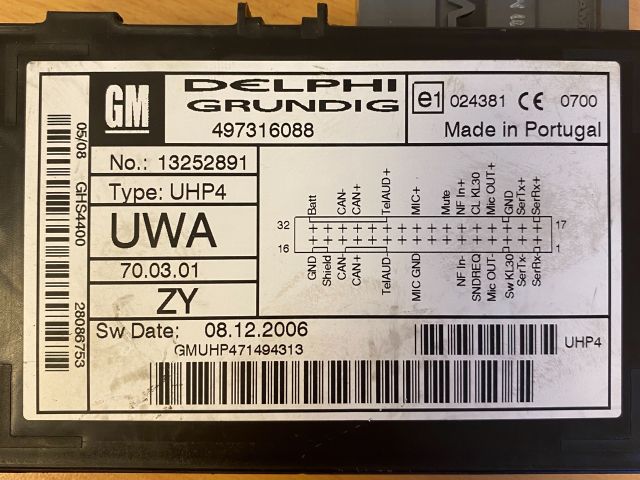 GM
DELPHI
GRUNDIG
497316088
e1 024381 CE 0700
Made in Portugal
No.: 13252891
Type: UHP4
UWA
70.03.01
ZY
Batt CAN- CAN+ TelAUD+ MIC+ Mute NF In+ CL KL30 Mic OUT+ GND SerTx+ SerRx+
32 17
16 1
GND Shield CAN- CAN+ TelAUD- MIC GND NF In- SNDREQ Mic OUT- Sw KL30 SerTx- SerRx-
Sw Date: 08.12.2006
GMUHP471494313
UHP4
05/08 GHS4400 28086753